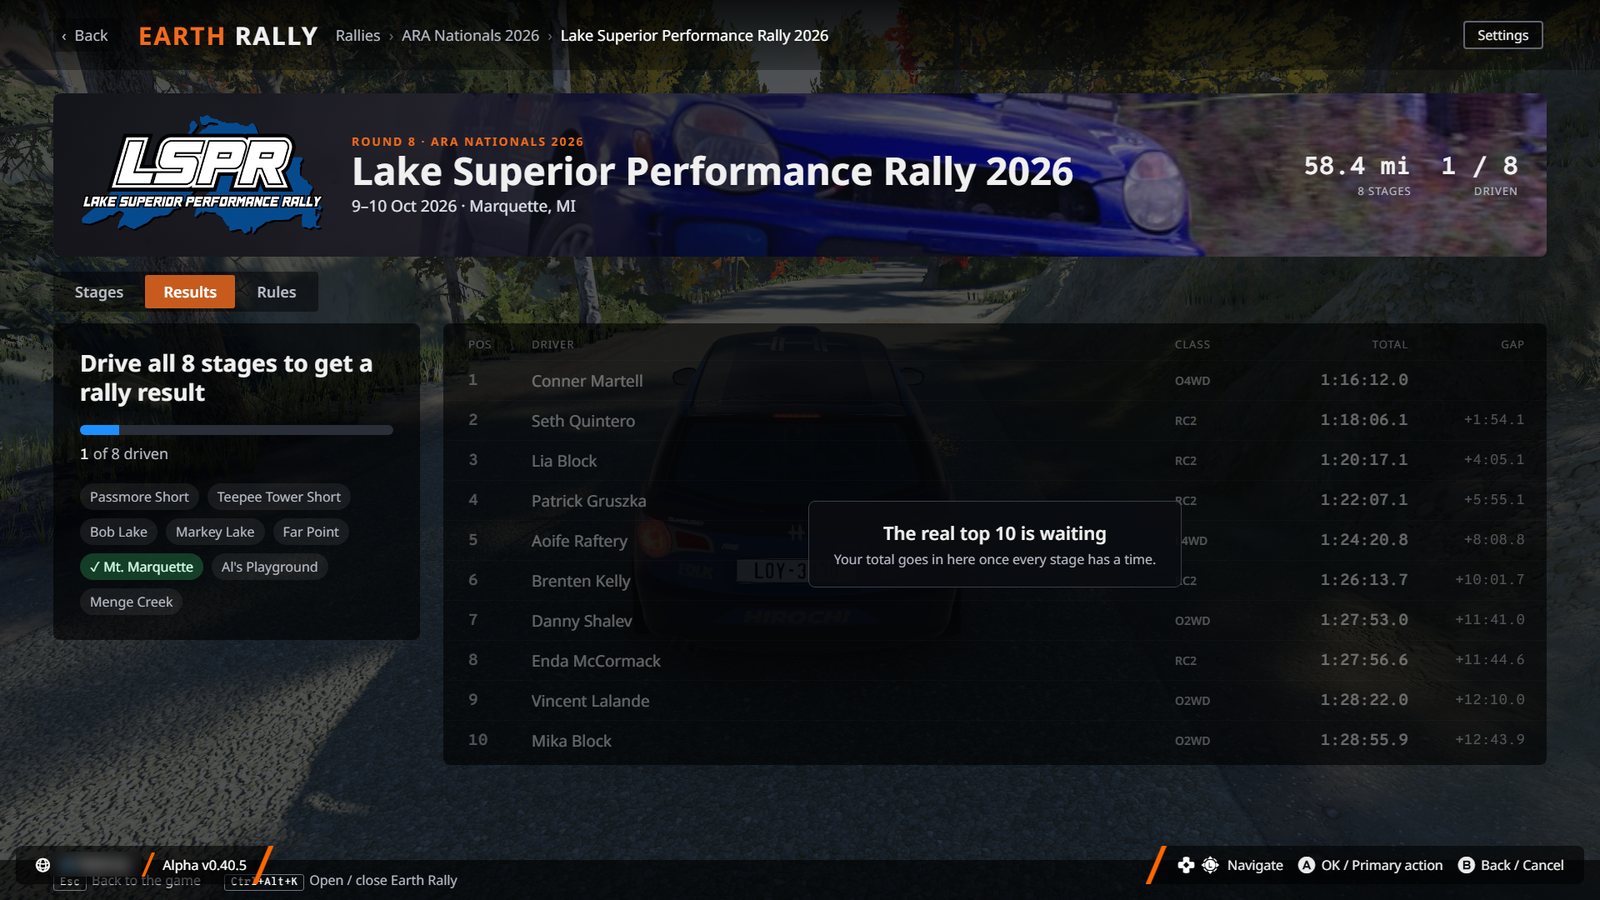 ‹ Back
EARTH RALLY
Rallies › ARA Nationals 2026 › Lake Superior Performance Rally 2026
Settings
LSPR
LAKE SUPERIOR PERFORMANCE RALLY
ROUND 8 · ARA NATIONALS 2026
Lake Superior Performance Rally 2026
9–10 Oct 2026 · Marquette, MI
58.4 mi
8 STAGES
1 / 8
DRIVEN
Stages
Results
Rules
Drive all 8 stages to get a
rally result
1 of 8 driven
Passmore Short
Teepee Tower Short
Bob Lake
Markey Lake
Far Point
✓ Mt. Marquette
Al's Playground
Menge Creek
POS DRIVER CLASS TOTAL GAP
1 Conner Martell O4WD 1:16:12.0
2 Seth Quintero RC2 1:18:06.1 +1:54.1
3 Lia Block RC2 1:20:17.1 +4:05.1
4 Patrick Gruszka RC2 1:22:07.1 +5:55.1
5 Aoife Raftery 4WD 1:24:20.8 +8:08.8
6 Brenten Kelly C2 1:26:13.7 +10:01.7
7 Danny Shalev O2WD 1:27:53.0 +11:41.0
8 Enda McCormack RC2 1:27:56.6 +11:44.6
9 Vincent Lalande O2WD 1:28:22.0 +12:10.0
10 Mika Block O2WD 1:28:55.9 +12:43.9
The real top 10 is waiting
Your total goes in here once every stage has a time.
LOY-3
HIROCHI
Alpha v0.40.5
Esc Back to the game
Ctrl+Alt+K Open / close Earth Rally
Navigate
A OK / Primary action
B Back / Cancel